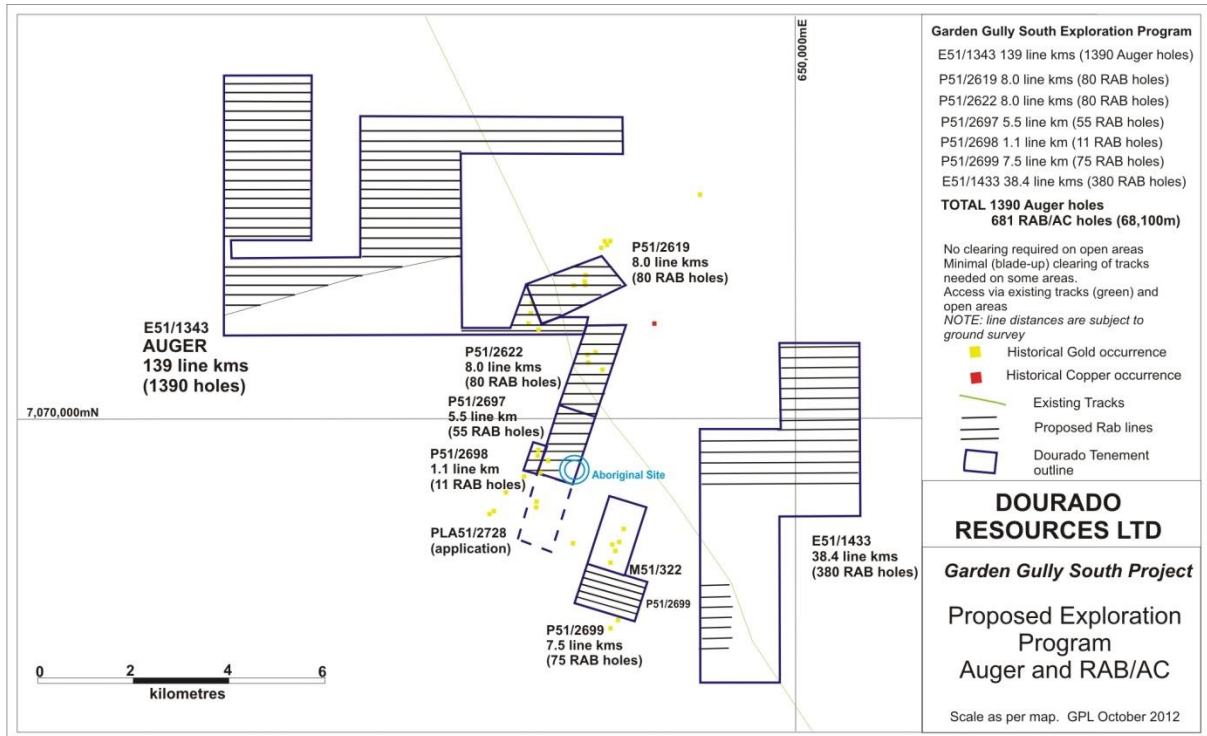 650,000mE
7,070,000mN
E51/1343
AUGER
139 line kms
(1390 holes)
P51/2619
8.0 line kms
(80 RAB holes)
P51/2622
8.0 line kms
(80 RAB holes)
P51/2697
5.5 line km
(55 RAB holes)
P51/2698
1.1 line km
(11 RAB holes)
Aboriginal Site
PLA51/2728
(application)
M51/322
P51/2699
P51/2699
7.5 line kms
(75 RAB holes)
E51/1433
38.4 line kms
(380 RAB holes)
0 2 4 6
kilometres
Garden Gully South Exploration Program
E51/1343 139 line kms (1390 Auger holes)
P51/2619 8.0 line kms (80 RAB holes)
P51/2622 8.0 line kms (80 RAB holes)
P51/2697 5.5 line km (55 RAB holes)
P51/2698 1.1 line km (11 RAB holes)
P51/2699 7.5 line km (75 RAB holes)
E51/1433 38.4 line kms (380 RAB holes)
TOTAL 1390 Auger holes
681 RAB/AC holes (68,100m)
No clearing required on open areas
Minimal (blade-up) clearing of tracks
needed on some areas.
Access via existing tracks (green) and
open areas
NOTE: line distances are subject to
ground survey
Historical Gold occurrence
Historical Copper occurrence
Existing Tracks
Proposed Rab lines
Dourado Tenement
outline
DOURADO
RESOURCES LTD
Garden Gully South Project
Proposed Exploration
Program
Auger and RAB/AC
Scale as per map. GPL October 2012